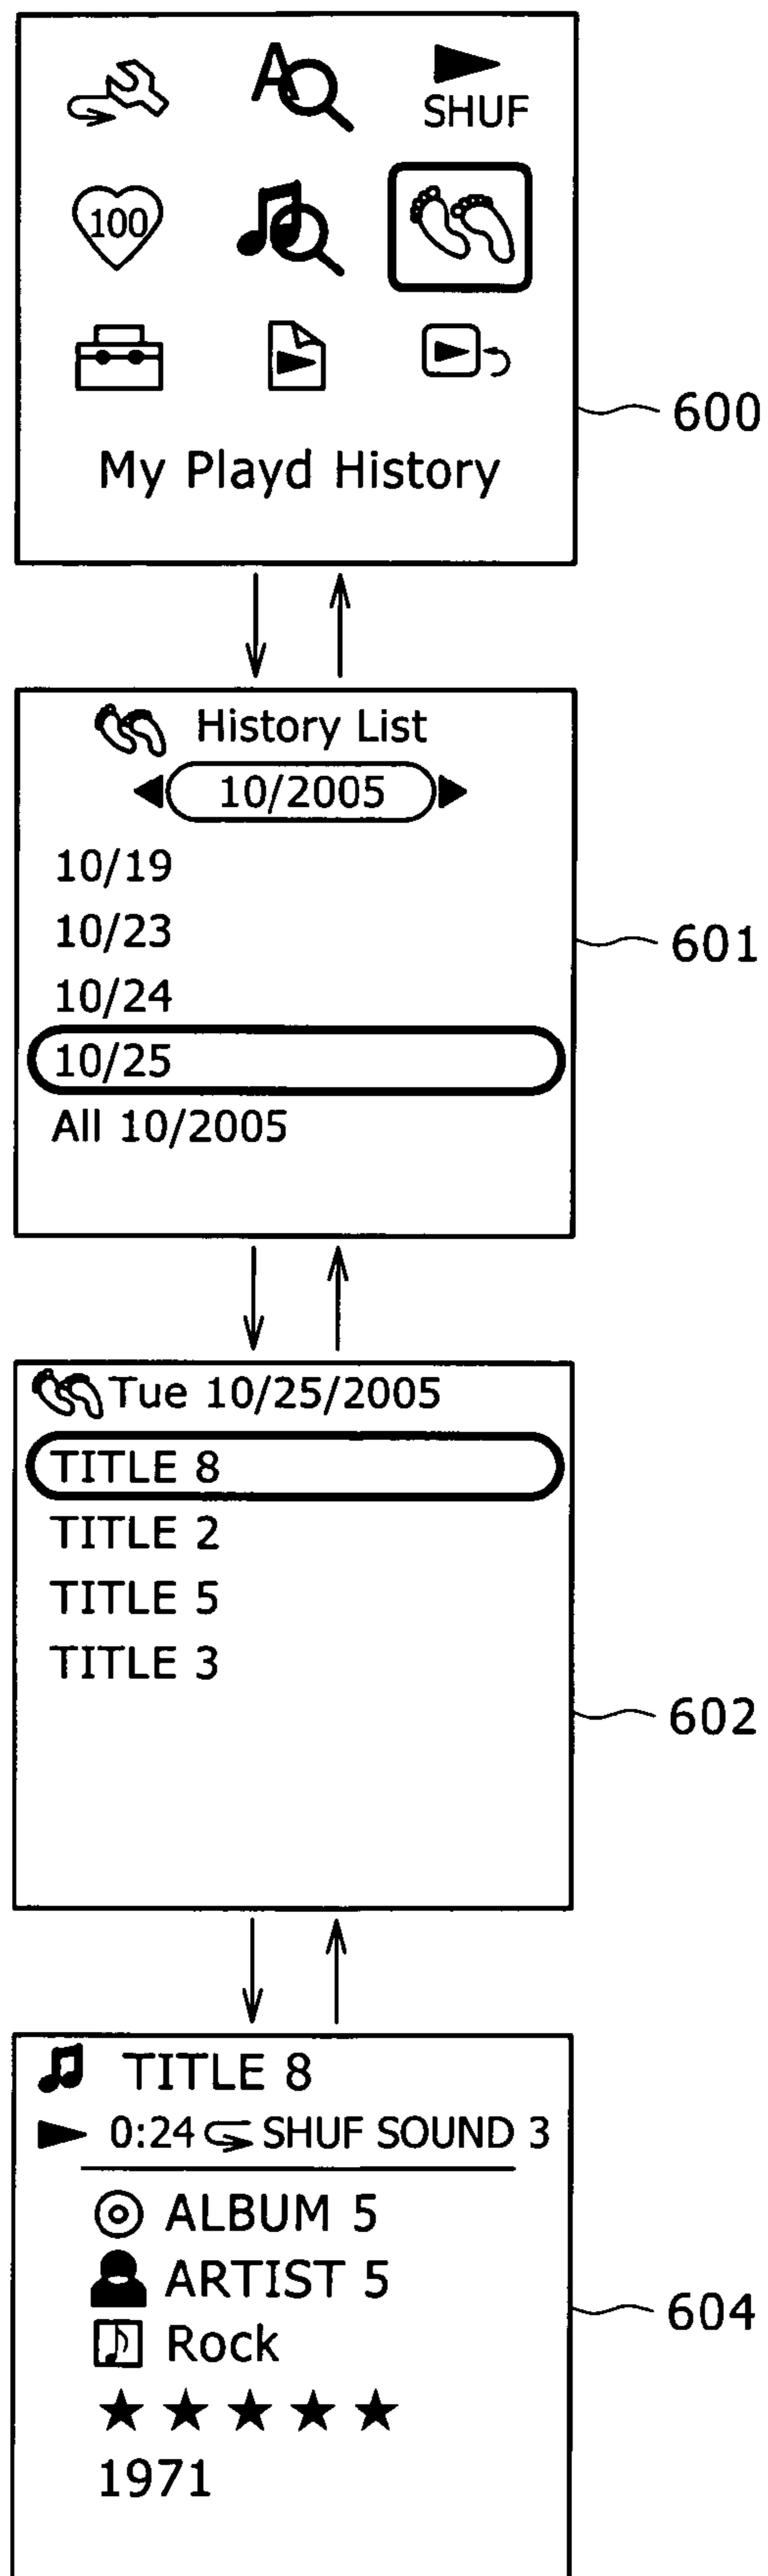 A
SHUF
100
My Playd History
600
History List
10/2005
10/19
10/23
10/24
10/25
All 10/2005
601
Tue 10/25/2005
TITLE 8
TITLE 2
TITLE 5
TITLE 3
602
TITLE 8
0:24 SHUF SOUND 3
ALBUM 5
ARTIST 5
Rock
★ ★ ★ ★ ★
1971
604